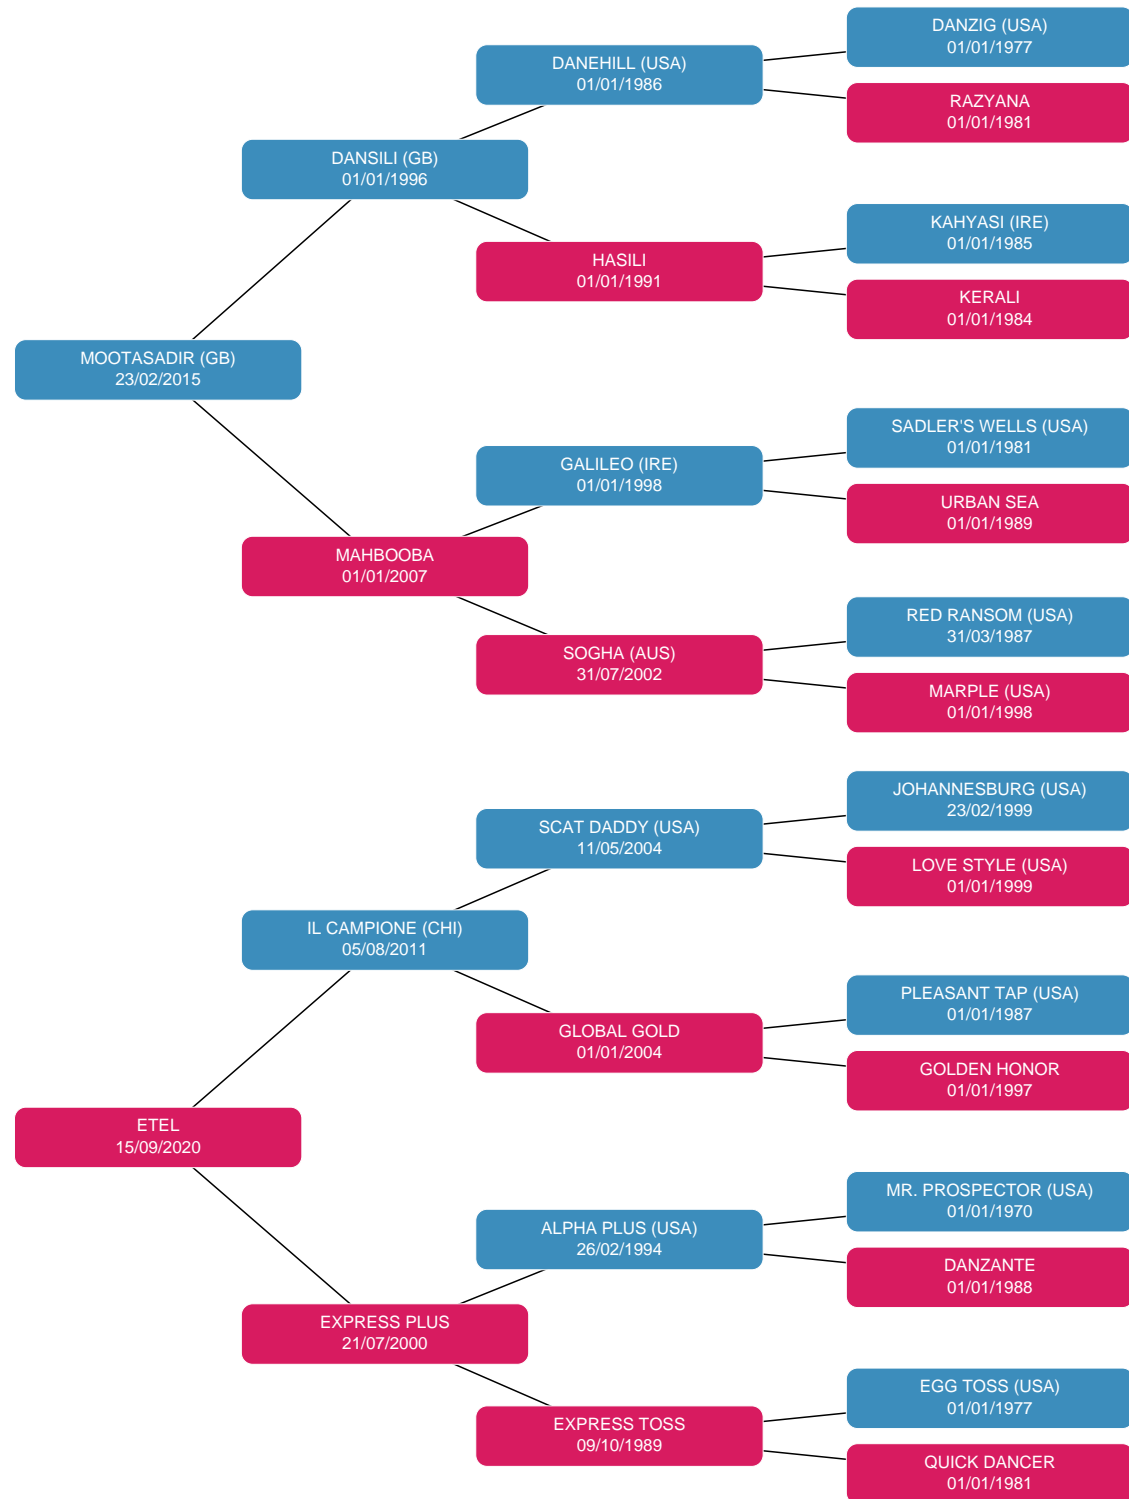 DANZIG (USA)
01/01/1977
DANEHILL (USA)
01/01/1986
RAZYANA
01/01/1981
DANSILI (GB)
01/01/1996
KAHYASI (IRE)
01/01/1985
HASILI
01/01/1991
KERALI
01/01/1984
MOOTASADIR (GB)
23/02/2015
SADLER'S WELLS (USA)
01/01/1981
GALILEO (IRE)
01/01/1998
URBAN SEA
01/01/1989
MAHBOOBA
01/01/2007
RED RANSOM (USA)
31/03/1987
SOGHA (AUS)
31/07/2002
MARPLE (USA)
01/01/1998
JOHANNESBURG (USA)
23/02/1999
SCAT DADDY (USA)
11/05/2004
LOVE STYLE (USA)
01/01/1999
IL CAMPIONE (CHI)
05/08/2011
PLEASANT TAP (USA)
01/01/1987
GLOBAL GOLD
01/01/2004
GOLDEN HONOR
01/01/1997
ETEL
15/09/2020
MR. PROSPECTOR (USA)
01/01/1970
ALPHA PLUS (USA)
26/02/1994
DANZANTE
01/01/1988
EXPRESS PLUS
21/07/2000
EGG TOSS (USA)
01/01/1977
EXPRESS TOSS
09/10/1989
QUICK DANCER
01/01/1981